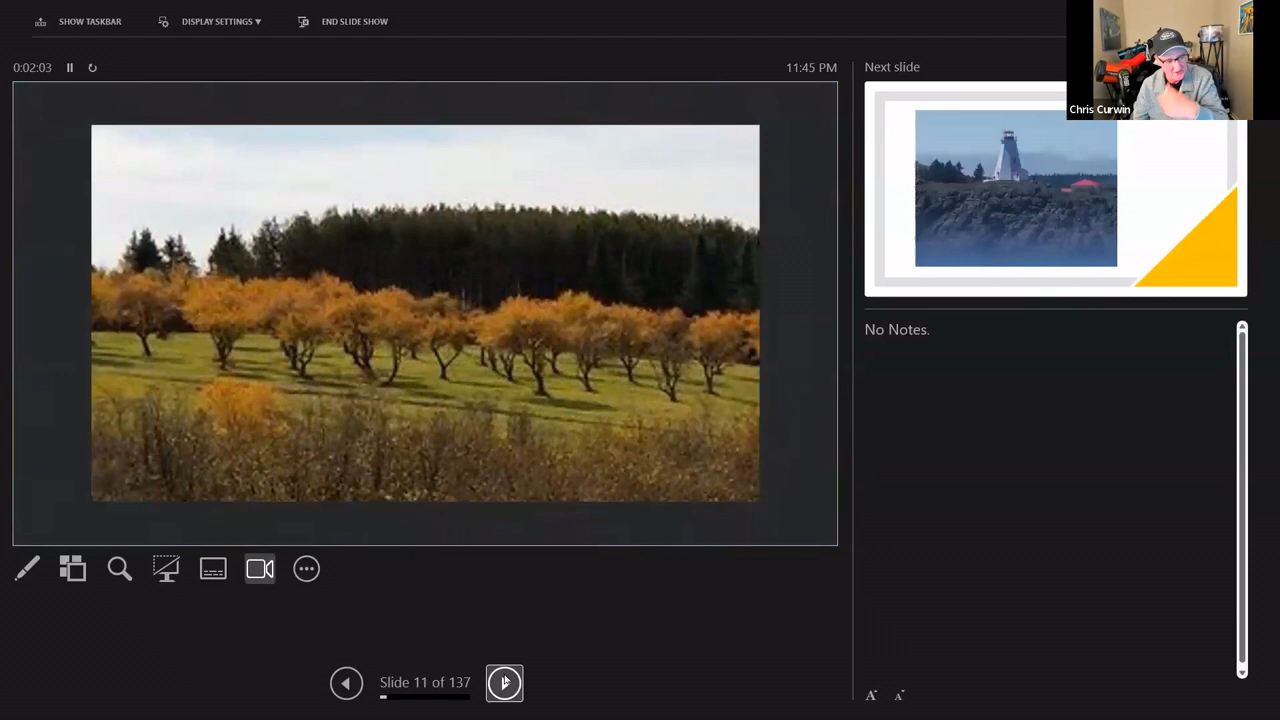 SHOW TASKBAR
DISPLAY SETTINGS ▼
END SLIDE SHOW
0:02:03
11:45 PM
Next slide
Chris Curwin
No Notes.
Slide 11 of 137
A A